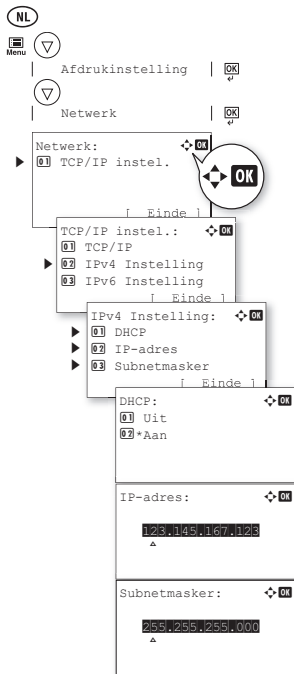 NL
Menu
Afdrukinstelling OK
Netwerk OK
Netwerk: OK
01 TCP/IP instel.
OK
[ Einde ]
TCP/IP instel.: OK
01 TCP/IP
02 IPv4 Instelling
03 IPv6 Instelling
[ Einde ]
IPv4 Instelling: OK
01 DHCP
02 IP-adres
03 Subnetmasker
[ Einde ]
DHCP: OK
01 Uit
02 *Aan
IP-adres: OK
123.145.167.123
Subnetmasker: OK
255.255.255.000